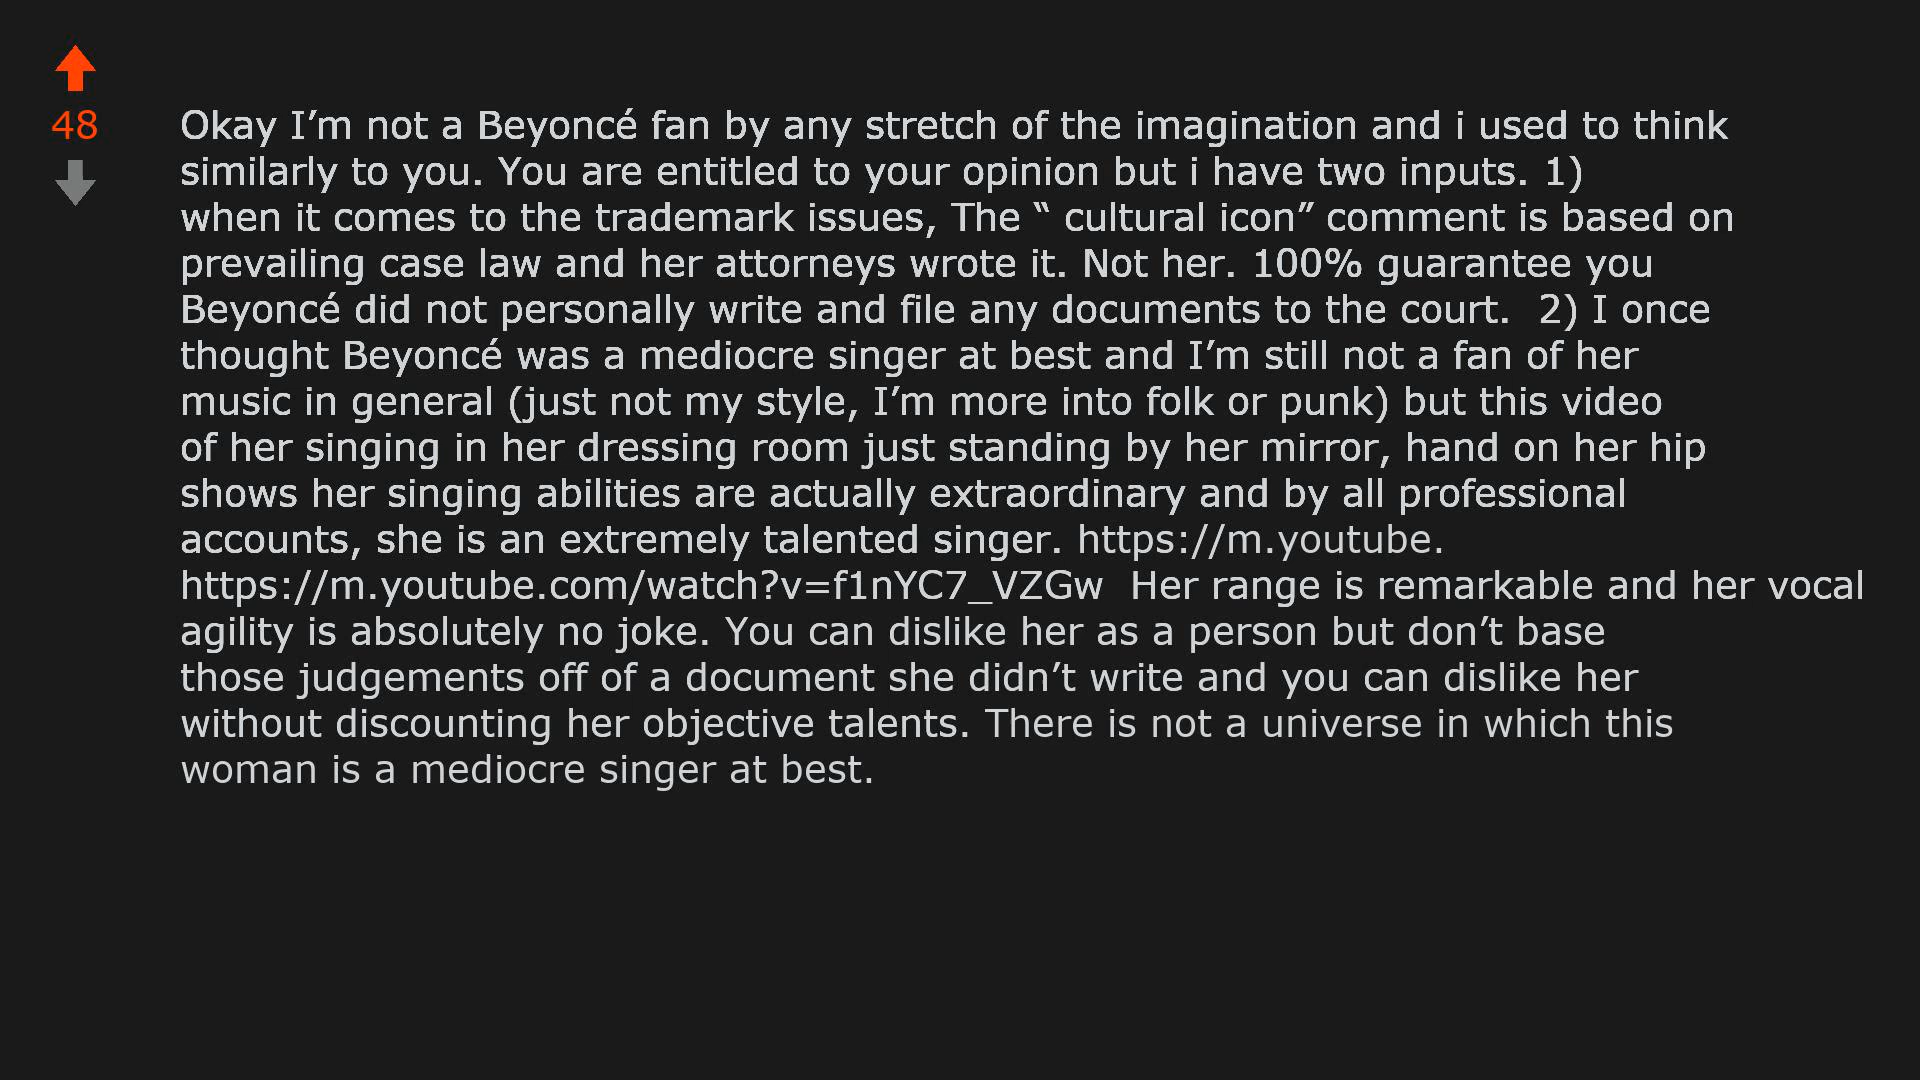 48
Okay I’m not a Beyoncé fan by any stretch of the imagination and i used to think
similarly to you. You are entitled to your opinion but i have two inputs. 1)
when it comes to the trademark issues, The “ cultural icon” comment is based on
prevailing case law and her attorneys wrote it. Not her. 100% guarantee you
Beyoncé did not personally write and file any documents to the court.  2) I once
thought Beyoncé was a mediocre singer at best and I’m still not a fan of her
music in general (just not my style, I’m more into folk or punk) but this video
of her singing in her dressing room just standing by her mirror, hand on her hip
shows her singing abilities are actually extraordinary and by all professional
accounts, she is an extremely talented singer. https://m.youtube.
https://m.youtube.com/watch?v=f1nYC7_VZGw  Her range is remarkable and her vocal
agility is absolutely no joke. You can dislike her as a person but don’t base
those judgements off of a document she didn’t write and you can dislike her
without discounting her objective talents. There is not a universe in which this
woman is a mediocre singer at best.